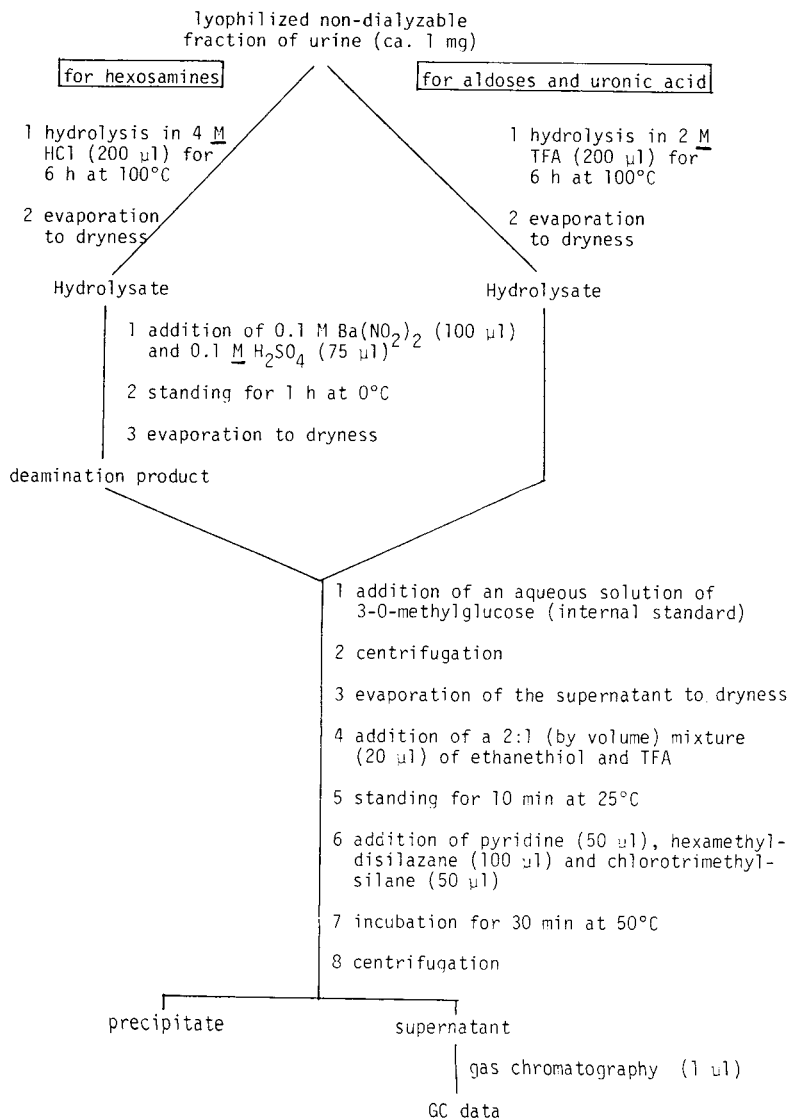 lyophilized non-dialyzable
fraction of urine (ca. 1 mg)
for hexosamines
for aldoses and uronic acid
1 hydrolysis in 4 M
HCl (200 µl) for
6 h at 100°C
2 evaporation
to dryness
1 hydrolysis in 2 M
TFA (200 µl) for
6 h at 100°C
2 evaporation
to dryness
Hydrolysate
Hydrolysate
1 addition of 0.1 M Ba(NO2)2 (100 µl)
and 0.1 M H2SO4 (75 µl)
2 standing for 1 h at 0°C
3 evaporation to dryness
deamination product
1 addition of an aqueous solution of
3-O-methylglucose (internal standard)
2 centrifugation
3 evaporation of the supernatant to dryness
4 addition of a 2:1 (by volume) mixture
(20 µl) of ethanethiol and TFA
5 standing for 10 min at 25°C
6 addition of pyridine (50 µl), hexamethyl-
disilazane (100 µl) and chlorotrimethyl-
silane (50 µl)
7 incubation for 30 min at 50°C
8 centrifugation
precipitate
supernatant
gas chromatography (1 µl)
GC data